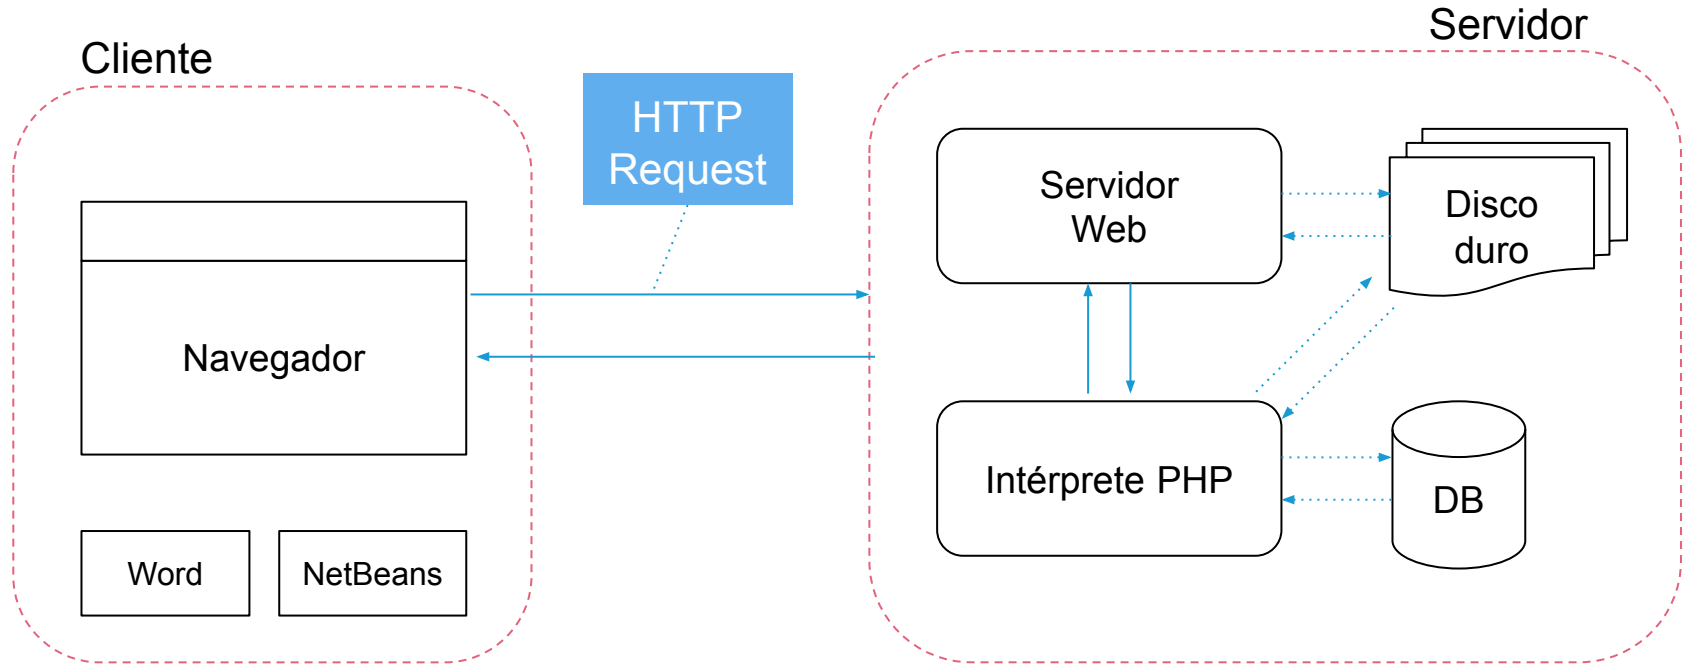 Cliente
Servidor
HTTP
Request
Navegador
Word
NetBeans
Servidor
Web
Disco
duro
Intérprete PHP
DB